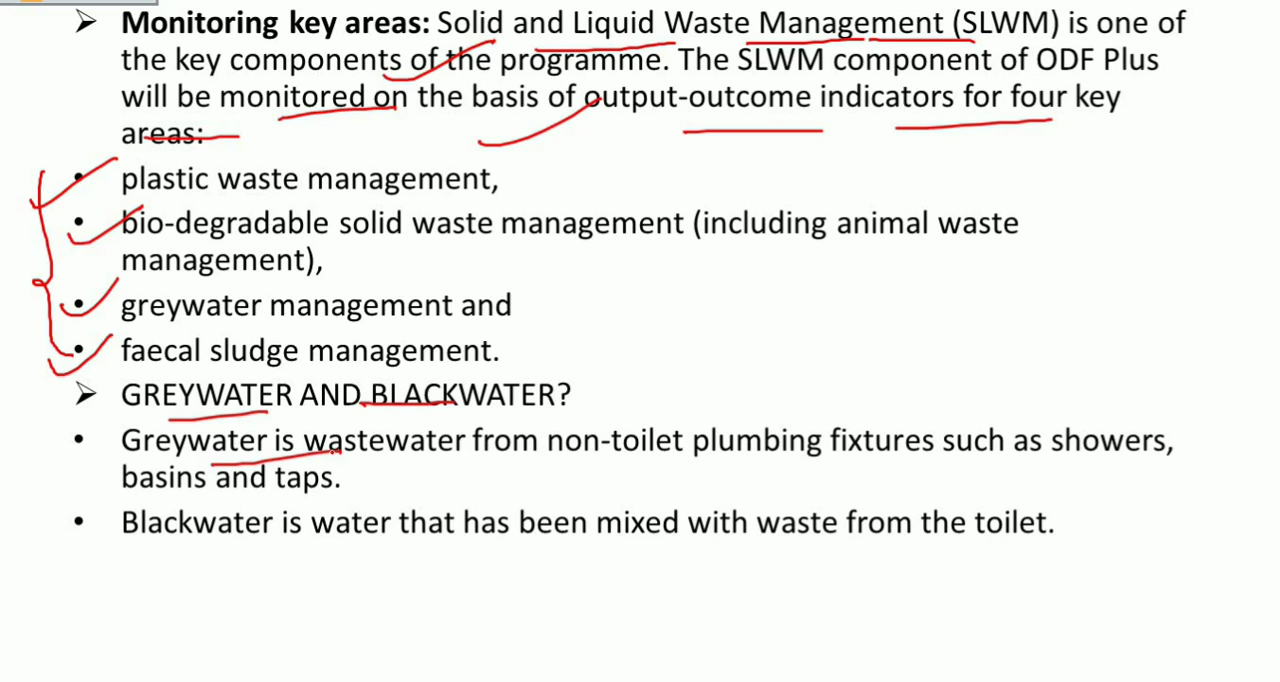 ➢ Monitoring key areas: Solid and Liquid Waste Management (SLWM) is one of
the key components of the programme. The SLWM component of ODF Plus
will be monitored on the basis of output-outcome indicators for four key
areas:
• plastic waste management,
• bio-degradable solid waste management (including animal waste
management),
• greywater management and
• faecal sludge management.
➢ GREYWATER AND BLACKWATER?
• Greywater is wastewater from non-toilet plumbing fixtures such as showers,
basins and taps.
• Blackwater is water that has been mixed with waste from the toilet.